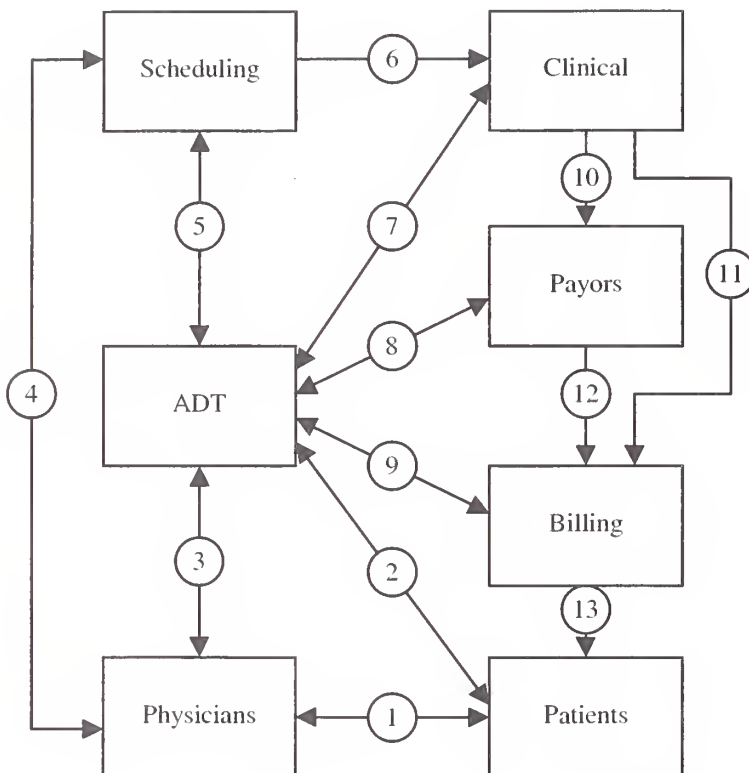 Scheduling
6
Clinical
10
5
7
11
Payors
8
4
ADT
12
9
Billing
3
2
13
Physicians
1
Patients